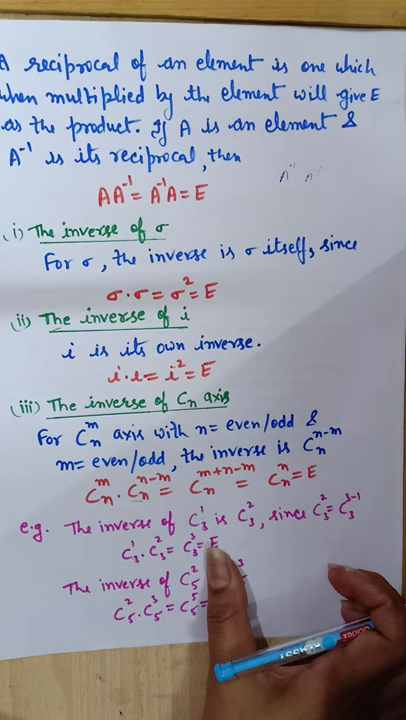 A reciprocal of an element is one which
when multiplied by the element will give E
as the product. If A is an element &
A⁻¹ is its reciprocal, then
AA⁻¹ = A⁻¹A = E
A⁻¹ A⁻¹
(i) The inverse of σ
For σ, the inverse is σ itself, since
σ·σ = σ² = E
(ii) The inverse of i
i is its own inverse.
i·i = i² = E
(iii) The inverse of Cn axis
For Cₙᵐ axis with n = even/odd &
m = even/odd, the inverse is Cₙⁿ⁻ᵐ
Cₙᵐ · Cₙⁿ⁻ᵐ = Cₙᵐ⁺ⁿ⁻ᵐ = Cₙⁿ = E
e.g. The inverse of C₃¹ is C₃², since C₃² = C₃³⁻¹
C₃¹ · C₃² = C₃³ = E
The inverse of C₅² 3
C₅² · C₅³ = C₅⁵ =